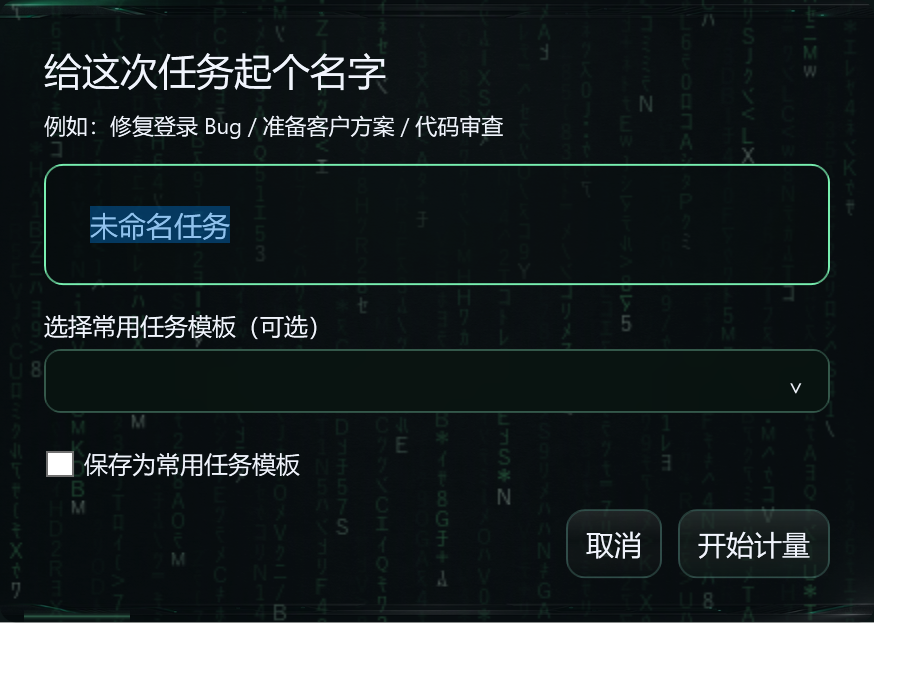 给这次任务起个名字
例如：修复登录 Bug / 准备客户方案 / 代码审查
未命名任务
选择常用任务模板（可选）
保存为常用任务模板
取消 开始计量